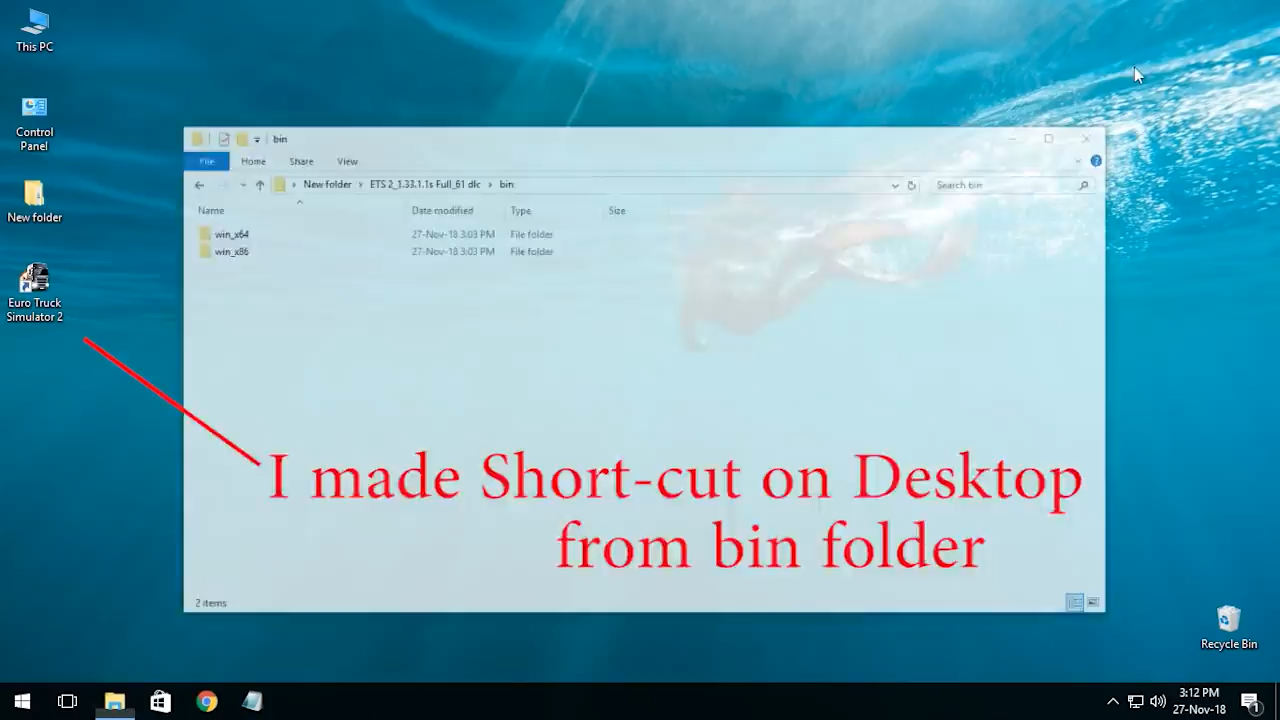 This PC
Control
Panel
New folder
Euro Truck
Simulator 2
bin
File Home Share View
New folder > ETS 2_1.33.1.1s Full_61 dlc > bin
Search bin
Name Date modified Type Size
win_x64 27-Nov-18 3:03 PM File folder
win_x86 27-Nov-18 3:03 PM File folder
I made Short-cut on Desktop
from bin folder
2 items
Recycle Bin
3:12 PM
27-Nov-18
1